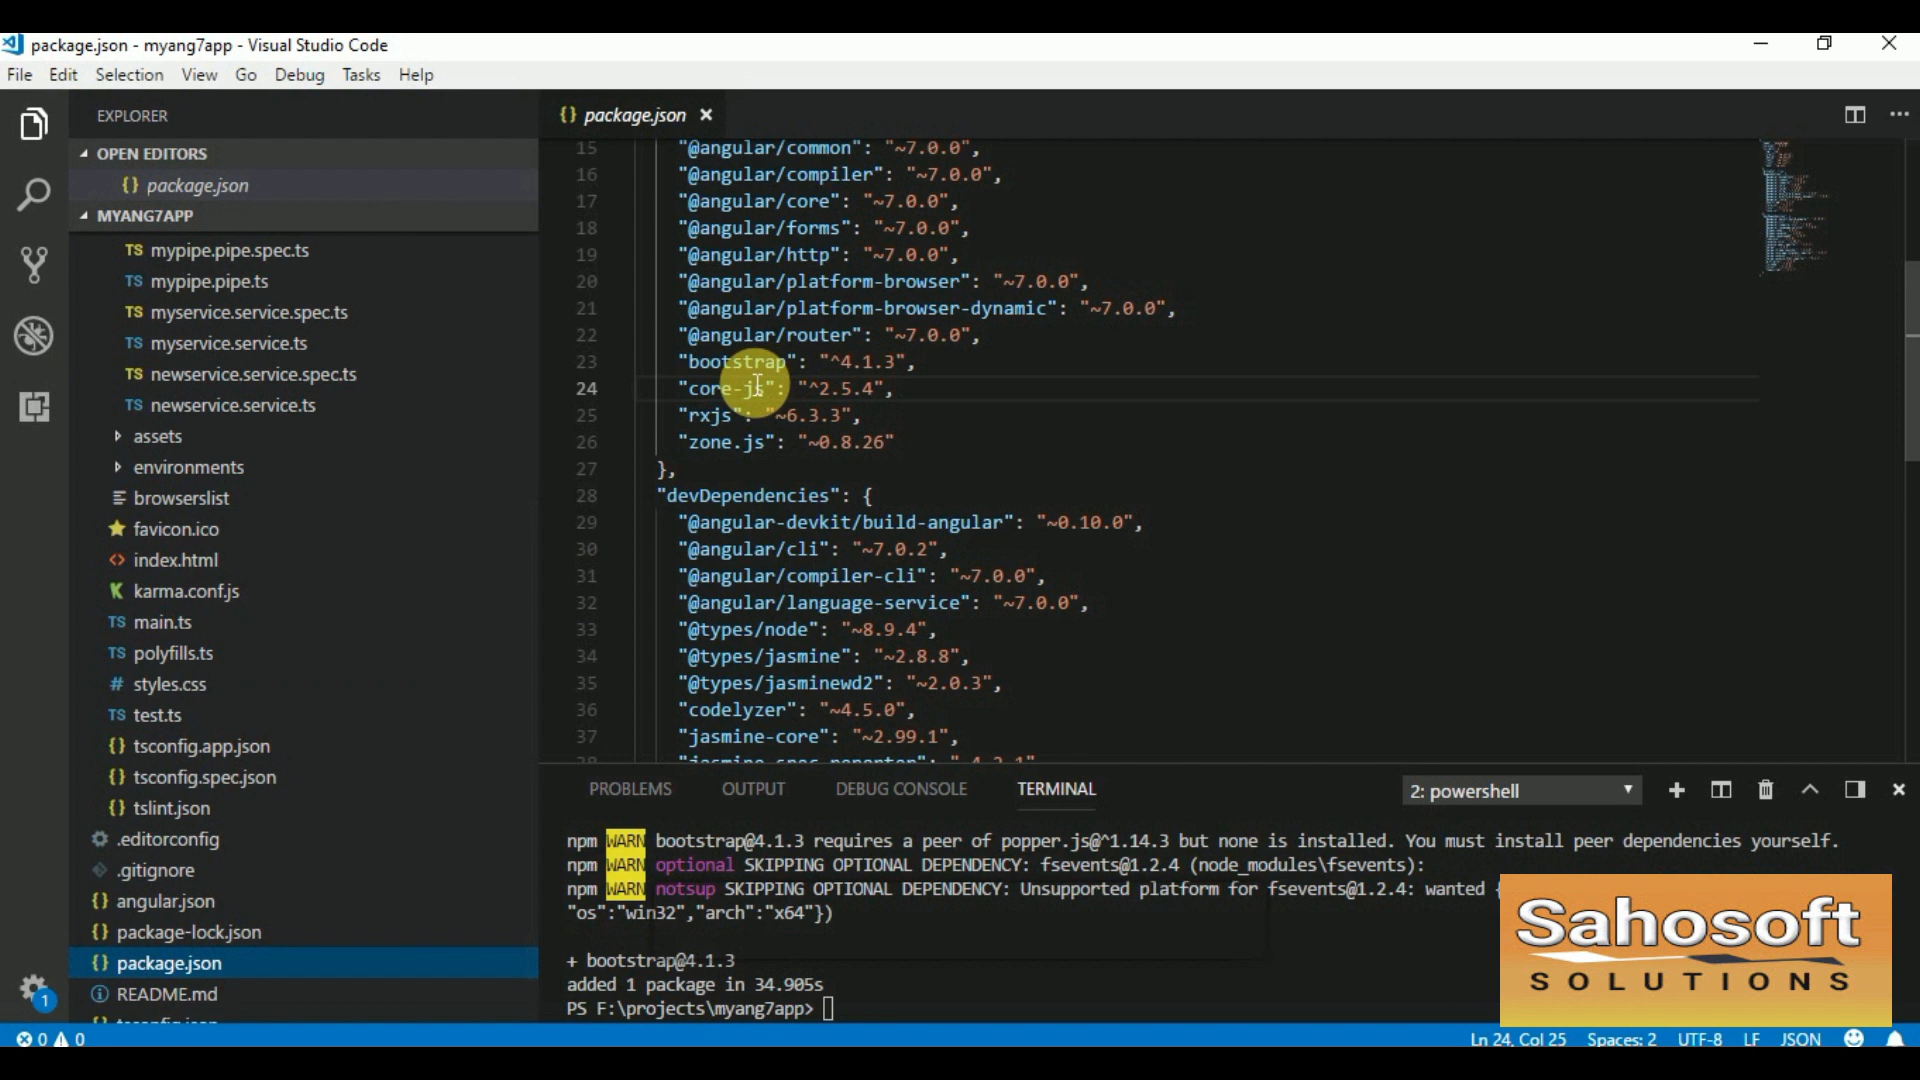 package.json - myang7app - Visual Studio Code
File Edit Selection View Go Debug Tasks Help
EXPLORER
OPEN EDITORS
{} package.json
MYANG7APP
TS mypipe.pipe.spec.ts
TS mypipe.pipe.ts
TS myservice.service.spec.ts
TS myservice.service.ts
TS newservice.service.spec.ts
TS newservice.service.ts
assets
environments
browserslist
favicon.ico
<> index.html
K karma.conf.js
TS main.ts
TS polyfills.ts
# styles.css
TS test.ts
{} tsconfig.app.json
{} tsconfig.spec.json
{} tslint.json
.editorconfig
.gitignore
{} angular.json
{} package-lock.json
{} package.json
README.md
{} package.json ×
15 "@angular/common": "~7.0.0",
16 "@angular/compiler": "~7.0.0",
17 "@angular/core": "~7.0.0",
18 "@angular/forms": "~7.0.0",
19 "@angular/http": "~7.0.0",
20 "@angular/platform-browser": "~7.0.0",
21 "@angular/platform-browser-dynamic": "~7.0.0",
22 "@angular/router": "~7.0.0",
23 "bootstrap": "^4.1.3",
24 "core-js": "^2.5.4",
25 "rxjs": "~6.3.3",
26 "zone.js": "~0.8.26"
27 },
28 "devDependencies": {
29 "@angular-devkit/build-angular": "~0.10.0",
30 "@angular/cli": "~7.0.2",
31 "@angular/compiler-cli": "~7.0.0",
32 "@angular/language-service": "~7.0.0",
33 "@types/node": "~8.9.4",
34 "@types/jasmine": "~2.8.8",
35 "@types/jasminewd2": "~2.0.3",
36 "codelyzer": "~4.5.0",
37 "jasmine-core": "~2.99.1",
PROBLEMS OUTPUT DEBUG CONSOLE TERMINAL 2: powershell
npm WARN bootstrap@4.1.3 requires a peer of popper.js@^1.14.3 but none is installed. You must install peer dependencies yourself.
npm WARN optional SKIPPING OPTIONAL DEPENDENCY: fsevents@1.2.4 (node_modules\fsevents):
npm WARN notsup SKIPPING OPTIONAL DEPENDENCY: Unsupported platform for fsevents@1.2.4: wanted
"os":"win32","arch":"x64"})
+ bootstrap@4.1.3
added 1 package in 34.905s
PS F:\projects\myang7app>
Sahosoft
SOLUTIONS
1
0 0 Ln 24, Col 25 Spaces: 2 UTF-8 LF JSON